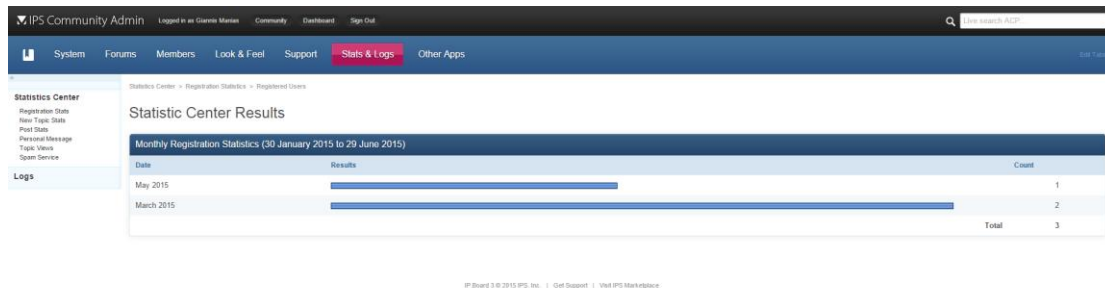 IPS Community Admin Logged in as Giannis Manias Community Dashboard Sign Out Live search ACP...
System Forums Members Look & Feel Support Stats & Logs Other Apps
Statistics Center > Registration Statistics > Registered Users
Statistics Center
Registration Stats
New Topic Stats
Post Stats
Personal Message
Topic Views
Spam Service
Logs
Statistic Center Results
Monthly Registration Statistics (30 January 2015 to 29 June 2015)
Date Results Count
May 2015 1
March 2015 2
Total 3
IP.Board 3 © 2015 IPS, Inc. | Get Support | Visit IPS Marketplace